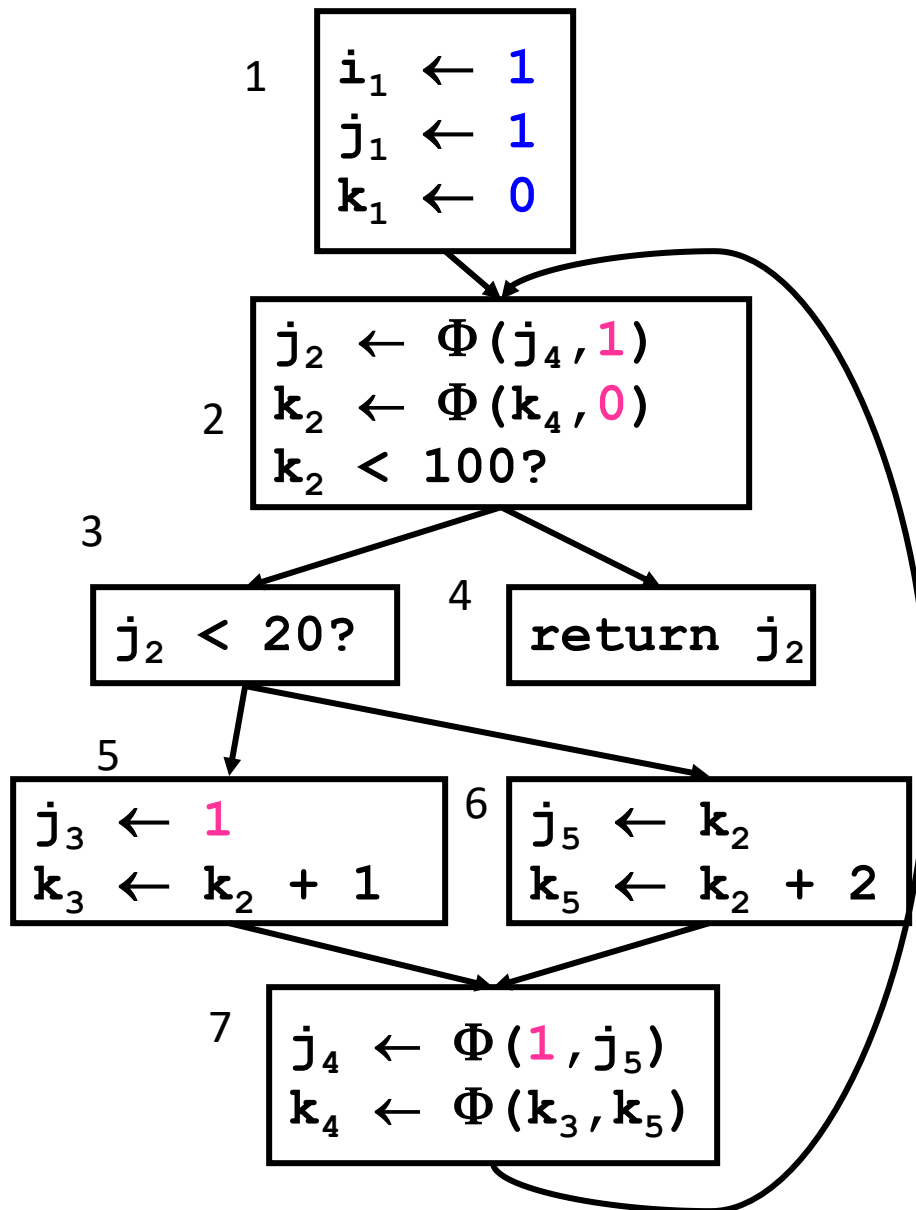 1
i₁ ← 1
j₁ ← 1
k₁ ← 0
2
j₂ ← Φ(j₄,1)
k₂ ← Φ(k₄,0)
k₂ < 100?
3
j₂ < 20?
4
return j₂
5
j₃ ← 1
k₃ ← k₂ + 1
6
j₅ ← k₂
k₅ ← k₂ + 2
7
j₄ ← Φ(1,j₅)
k₄ ← Φ(k₃,k₅)